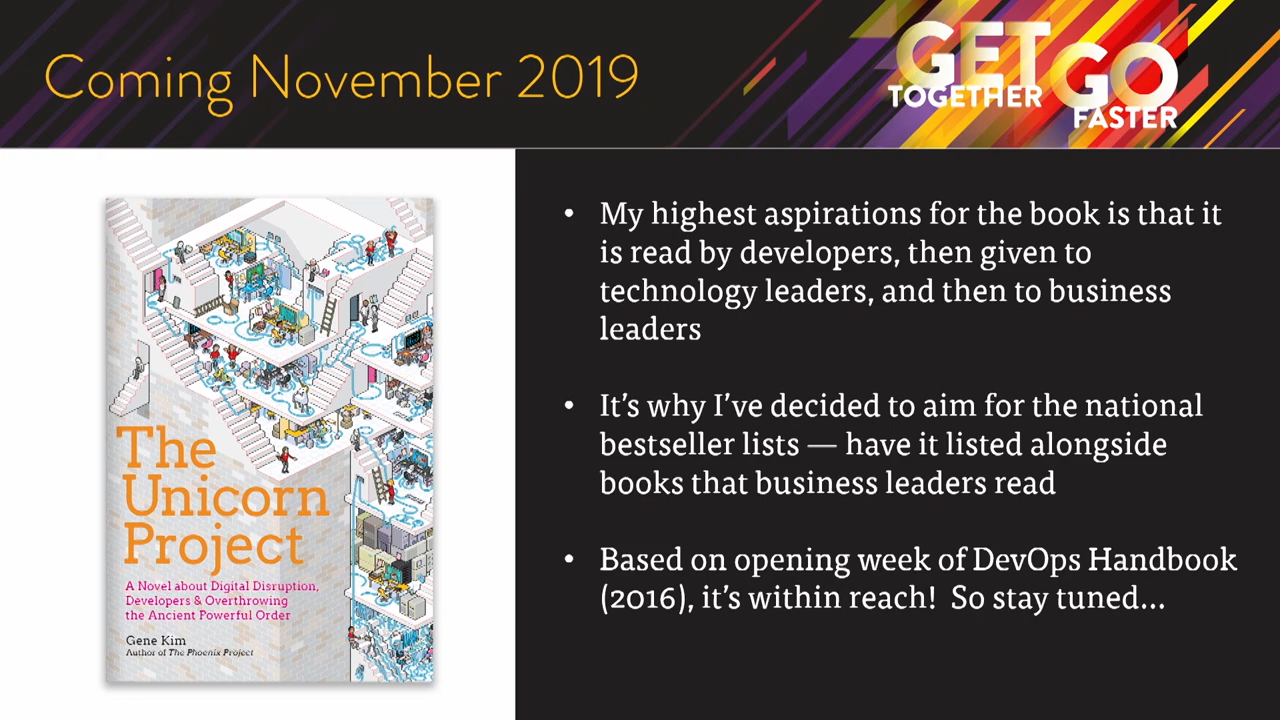 Coming November 2019
GET
TOGETHER
GO
FASTER
• My highest aspirations for the book is that it
is read by developers, then given to
technology leaders, and then to business
leaders
• It’s why I’ve decided to aim for the national
bestseller lists — have it listed alongside
books that business leaders read
• Based on opening week of DevOps Handbook
(2016), it’s within reach!  So stay tuned...
The
Unicorn
Project
A Novel about Digital Disruption,
Developers & Overthrowing
the Ancient Powerful Order
Gene Kim
Author of The Phoenix Project